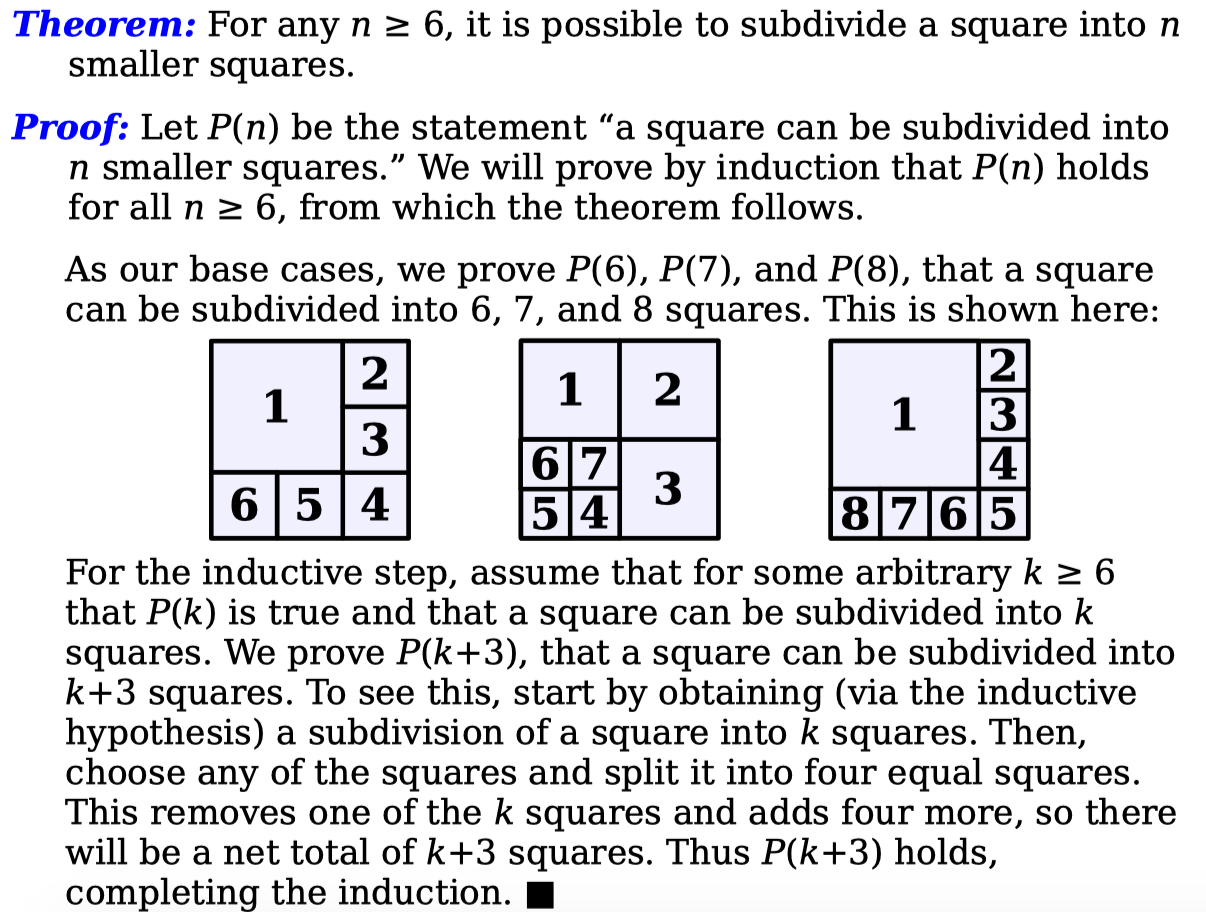 Theorem: For any n ≥ 6, it is possible to subdivide a square into n
smaller squares.
Proof: Let P(n) be the statement “a square can be subdivided into
n smaller squares.” We will prove by induction that P(n) holds
for all n ≥ 6, from which the theorem follows.
As our base cases, we prove P(6), P(7), and P(8), that a square
can be subdivided into 6, 7, and 8 squares. This is shown here:
1 2
3
6 5 4
1 2
6 7
3
5 4
1 2
3
4
8 7 6 5
For the inductive step, assume that for some arbitrary k ≥ 6
that P(k) is true and that a square can be subdivided into k
squares. We prove P(k+3), that a square can be subdivided into
k+3 squares. To see this, start by obtaining (via the inductive
hypothesis) a subdivision of a square into k squares. Then,
choose any of the squares and split it into four equal squares.
This removes one of the k squares and adds four more, so there
will be a net total of k+3 squares. Thus P(k+3) holds,
completing the induction. ■